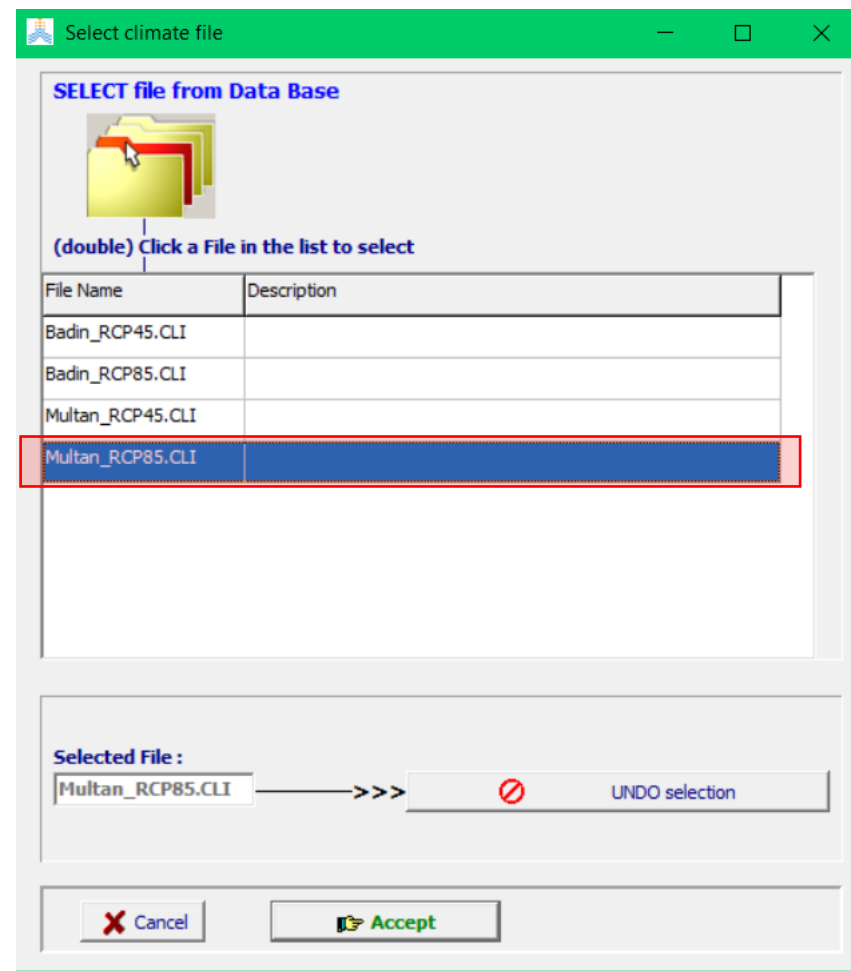 Select climate file
SELECT file from Data Base
(double) Click a File in the list to select
File Name Description
Badin_RCP45.CLI
Badin_RCP85.CLI
Multan_RCP45.CLI
Multan_RCP85.CLI
Selected File :
Multan_RCP85.CLI >>> UNDO selection
Cancel Accept